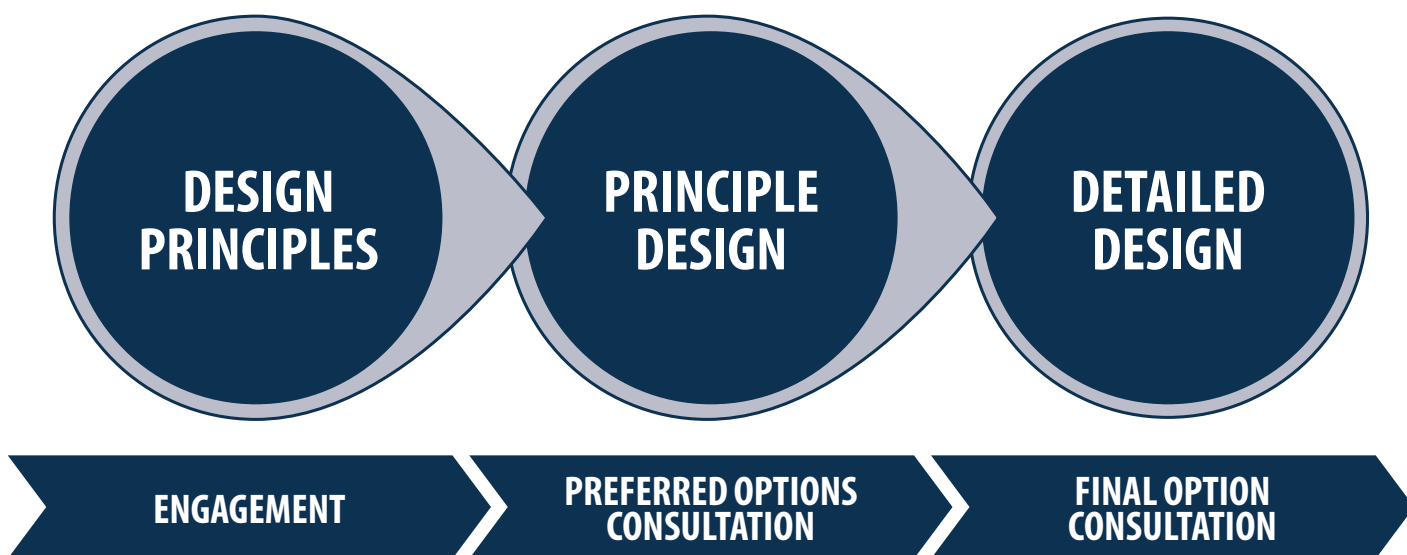 DESIGN
PRINCIPLES
PRINCIPLE
DESIGN
DETAILED
DESIGN
ENGAGEMENT
PREFERRED OPTIONS
CONSULTATION
FINAL OPTION
CONSULTATION